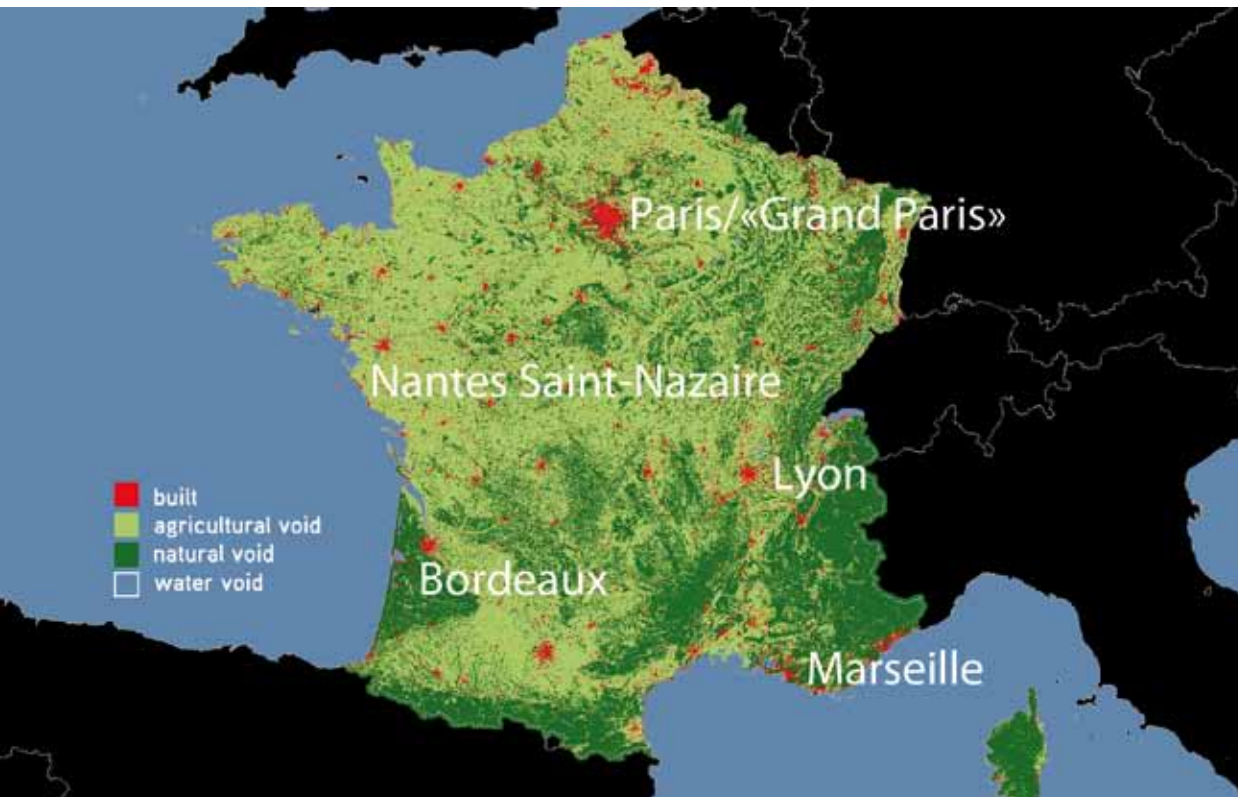 Paris/«Grand Paris»
Nantes Saint-Nazaire
Lyon
built
agricultural void
natural void
water void
Bordeaux
Marseille